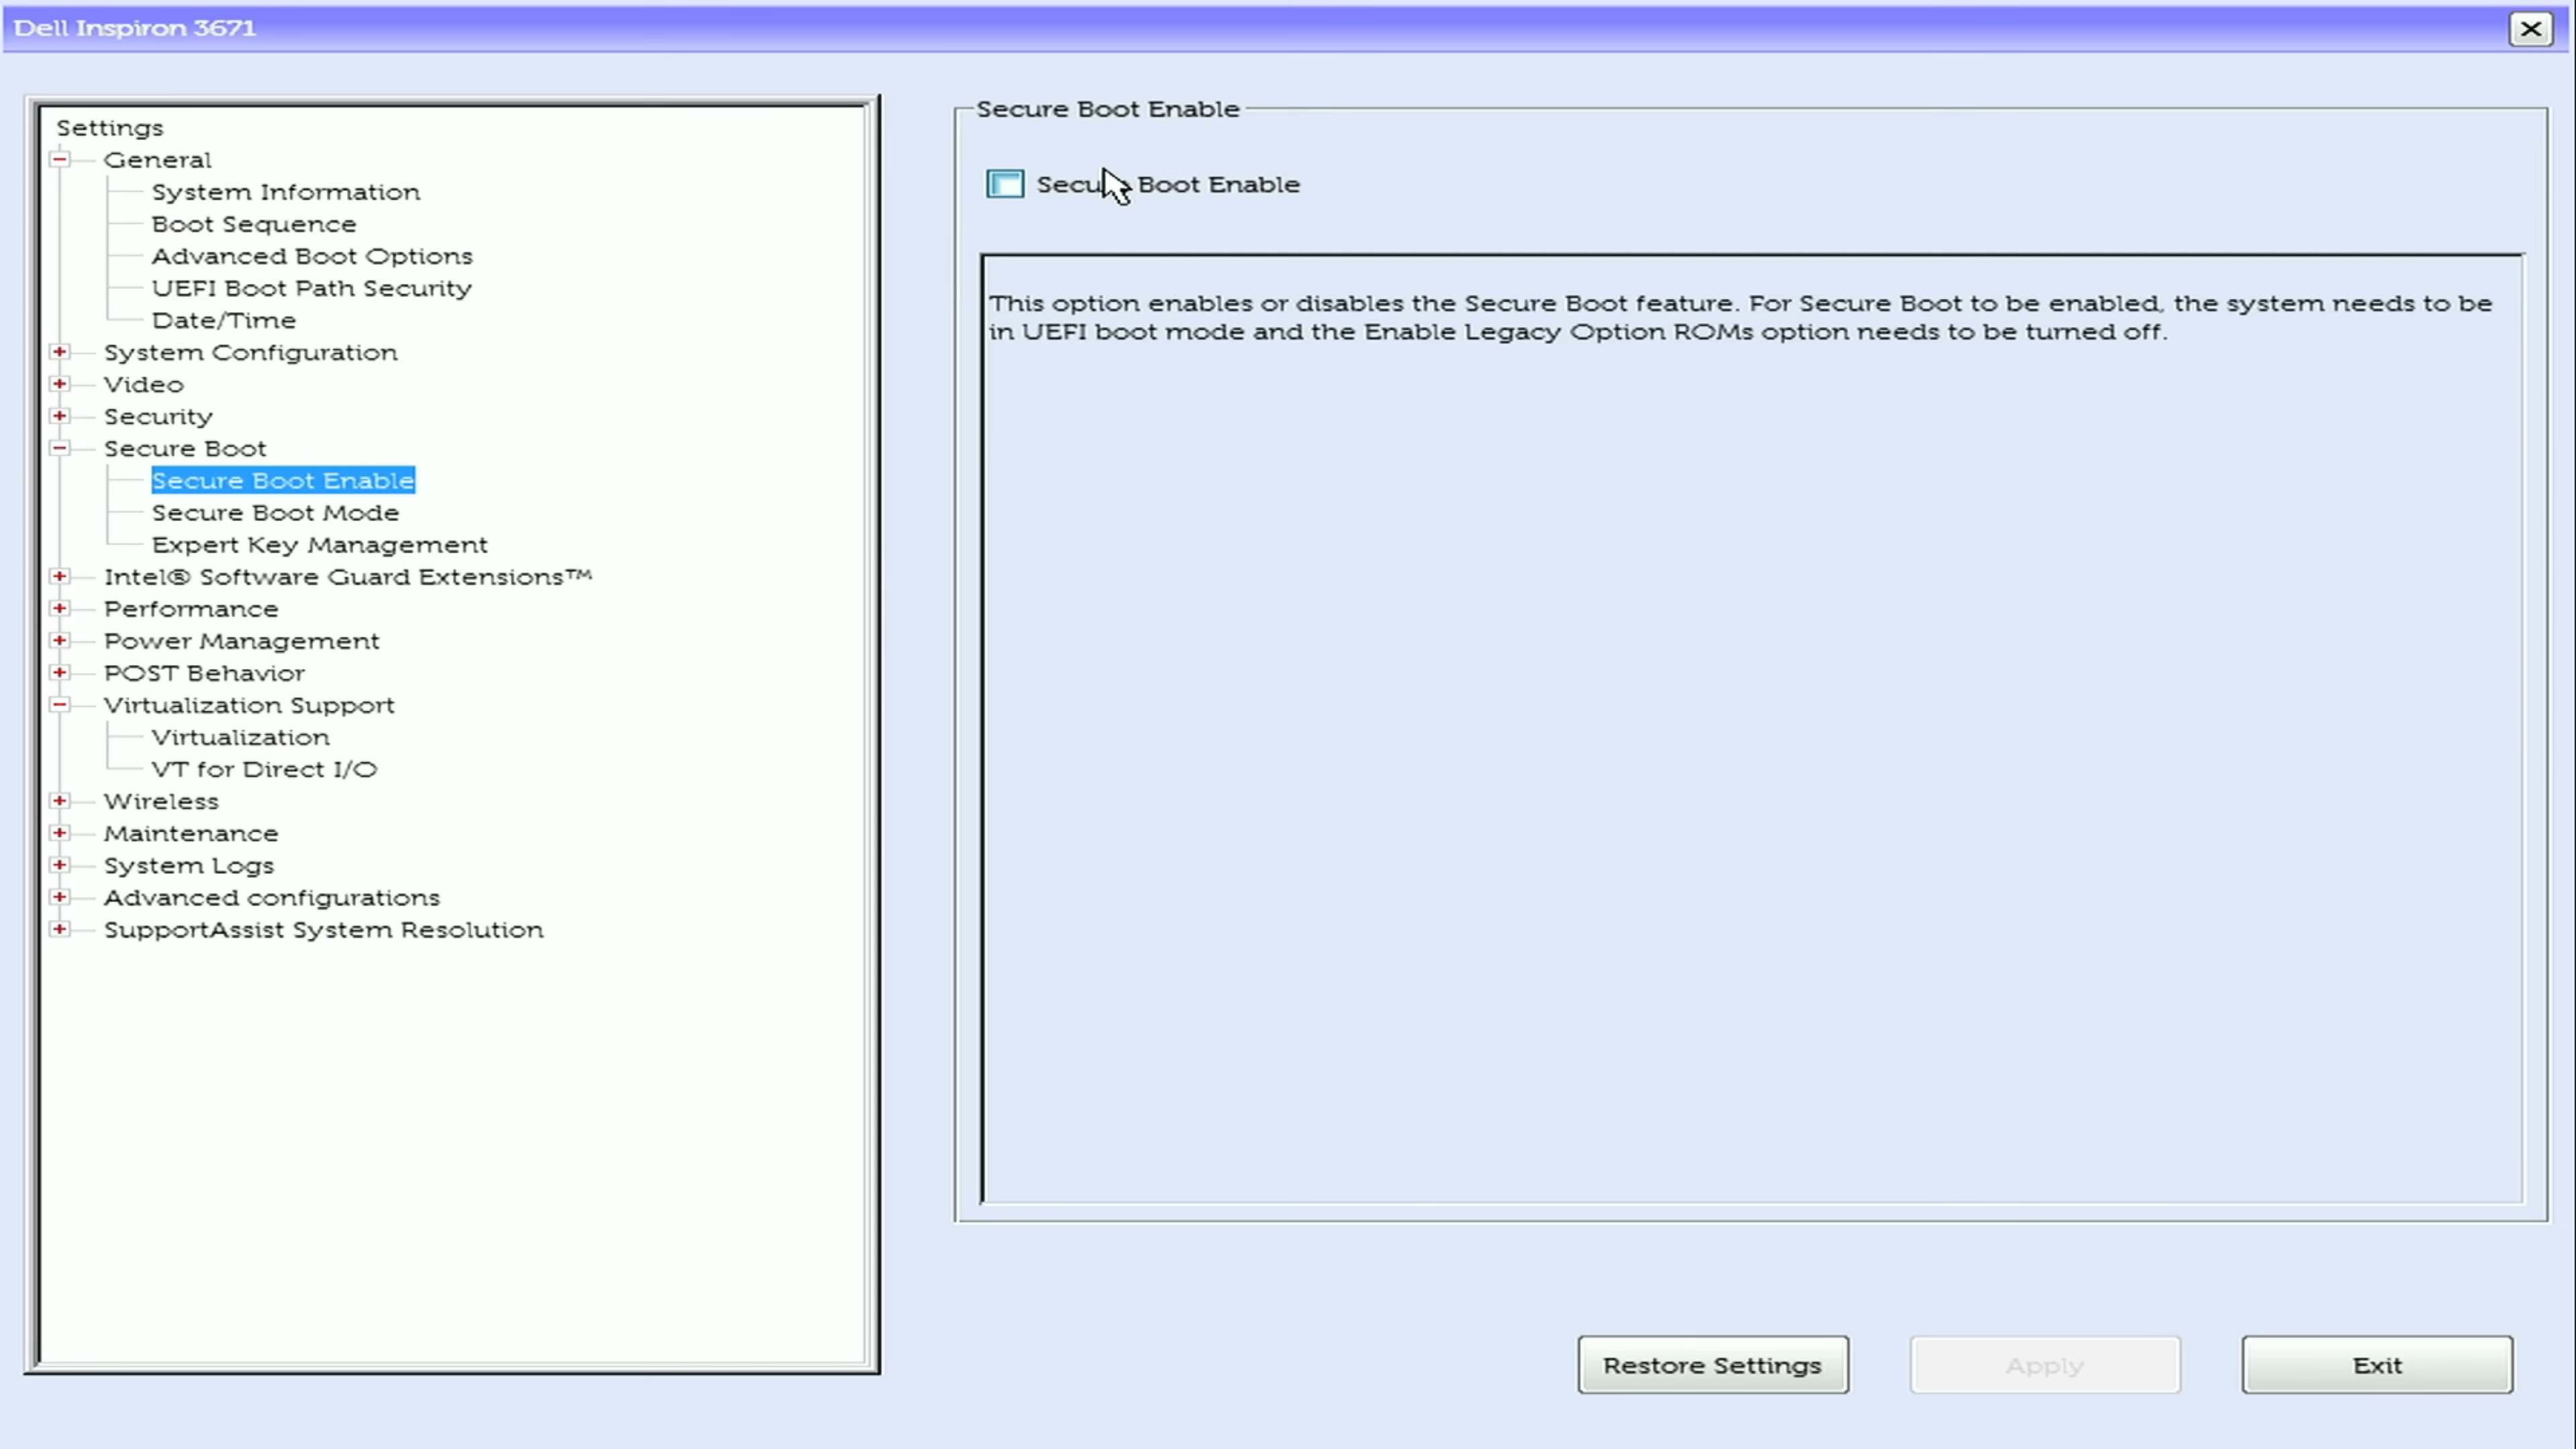 Dell Inspiron 3671
Settings
General
System Information
Boot Sequence
Advanced Boot Options
UEFI Boot Path Security
Date/Time
System Configuration
Video
Security
Secure Boot
Secure Boot Enable
Secure Boot Mode
Expert Key Management
Intel® Software Guard Extensions™
Performance
Power Management
POST Behavior
Virtualization Support
Virtualization
VT for Direct I/O
Wireless
Maintenance
System Logs
Advanced configurations
SupportAssist System Resolution
Secure Boot Enable
Secure Boot Enable
This option enables or disables the Secure Boot feature. For Secure Boot to be enabled, the system needs to be
in UEFI boot mode and the Enable Legacy Option ROMs option needs to be turned off.
Restore Settings
Apply
Exit